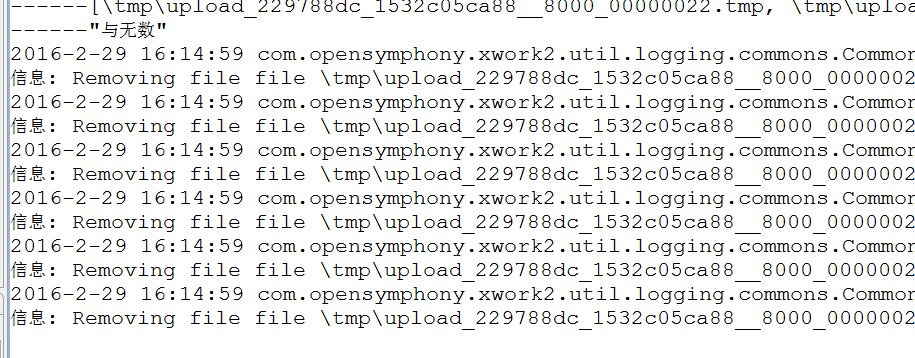 ------[\tmp\upload_229788dc_1532c05ca88__8000_00000022.tmp, \tmp\uploa
------"与无数"
2016-2-29 16:14:59 com.opensymphony.xwork2.util.logging.commons.Common
信息: Removing file file \tmp\upload_229788dc_1532c05ca88__8000_0000002
2016-2-29 16:14:59 com.opensymphony.xwork2.util.logging.commons.Common
信息: Removing file file \tmp\upload_229788dc_1532c05ca88__8000_0000002
2016-2-29 16:14:59 com.opensymphony.xwork2.util.logging.commons.Common
信息: Removing file file \tmp\upload_229788dc_1532c05ca88__8000_0000002
2016-2-29 16:14:59 com.opensymphony.xwork2.util.logging.commons.Common
信息: Removing file file \tmp\upload_229788dc_1532c05ca88__8000_0000002
2016-2-29 16:14:59 com.opensymphony.xwork2.util.logging.commons.Common
信息: Removing file file \tmp\upload_229788dc_1532c05ca88__8000_0000002
2016-2-29 16:14:59 com.opensymphony.xwork2.util.logging.commons.Common
信息: Removing file file \tmp\upload_229788dc_1532c05ca88__8000_0000002